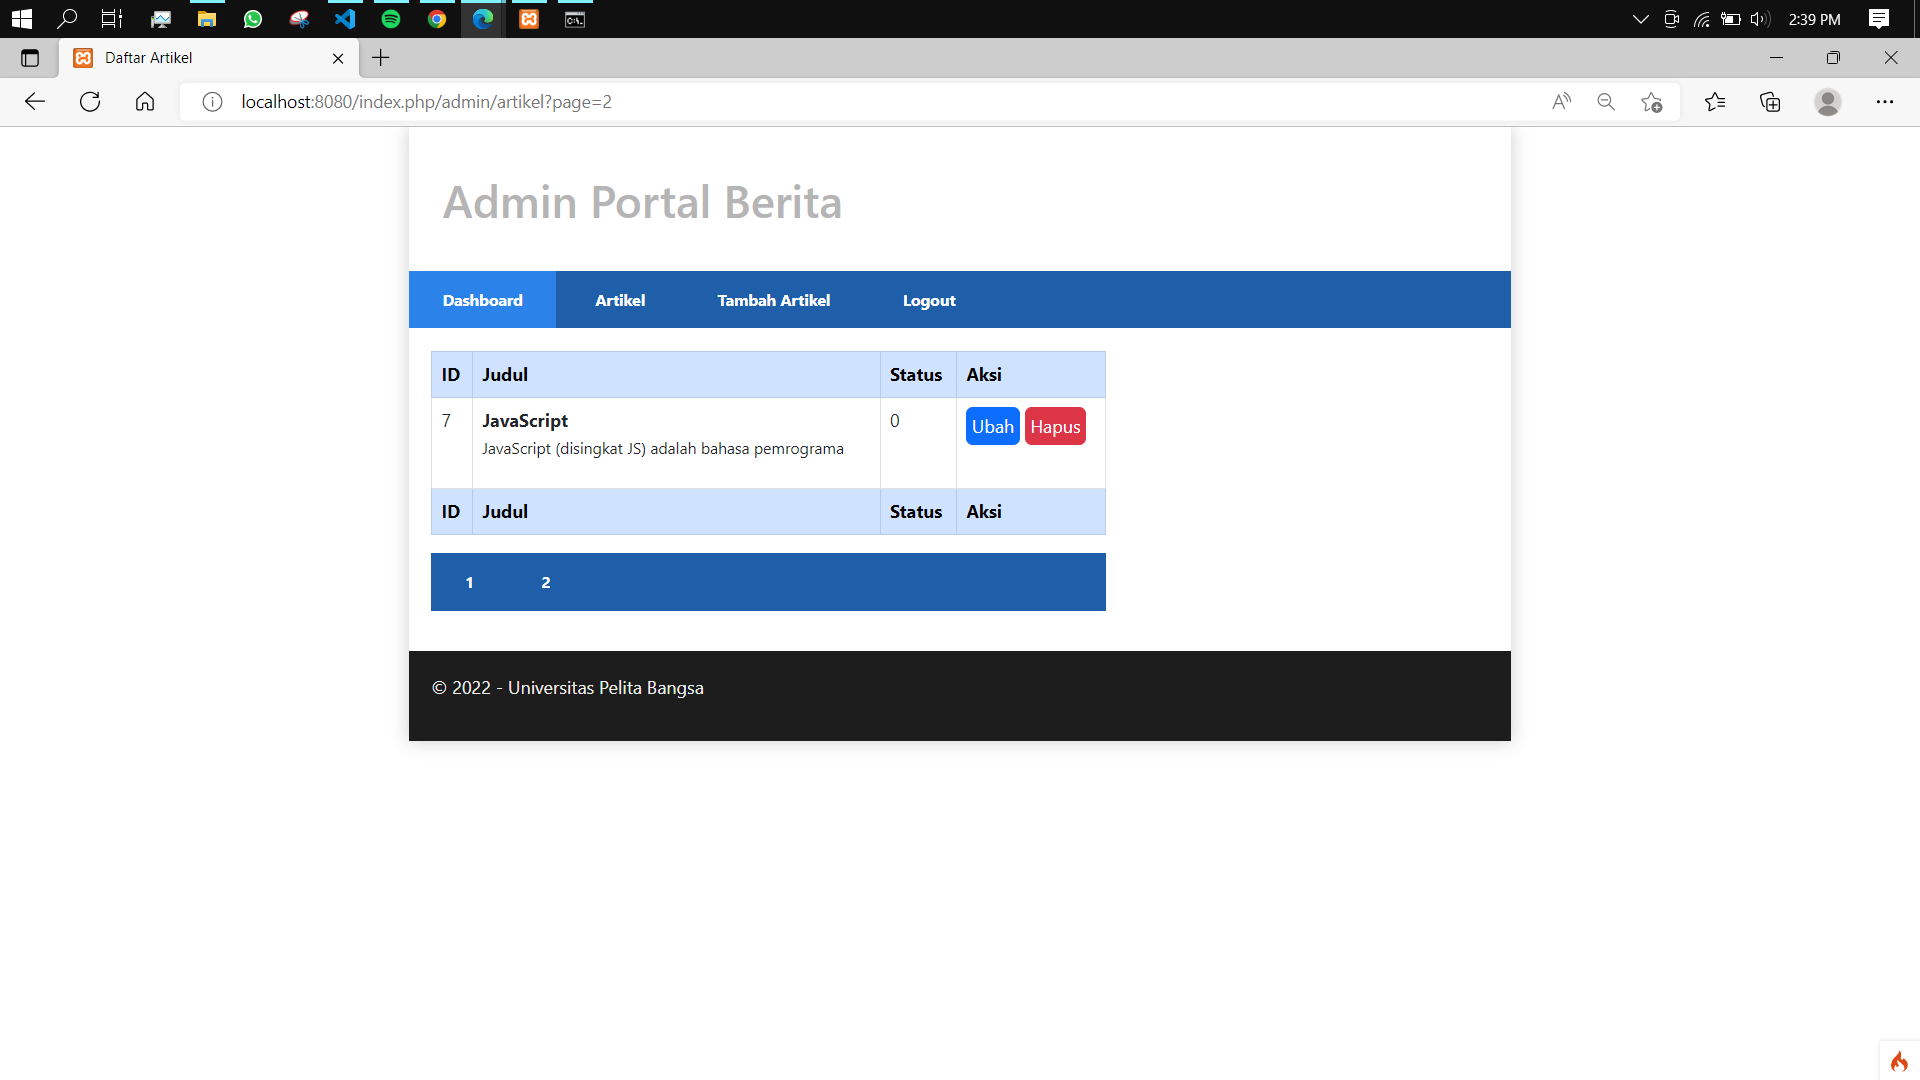 2:39 PM
Daftar Artikel
localhost:8080/index.php/admin/artikel?page=2
Admin Portal Berita
Dashboard Artikel Tambah Artikel Logout
ID Judul Status Aksi
7 JavaScript 0 Ubah Hapus
JavaScript (disingkat JS) adalah bahasa pemrograma
ID Judul Status Aksi
1 2
© 2022 - Universitas Pelita Bangsa